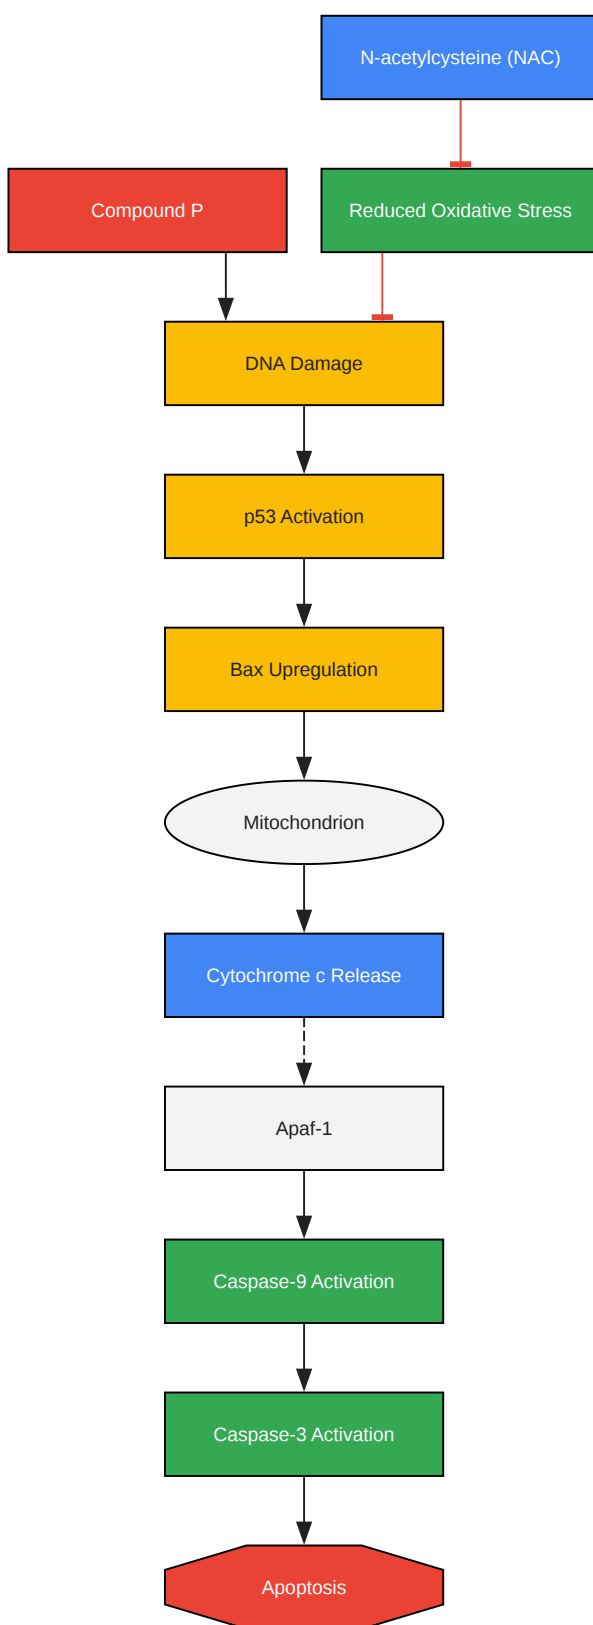 N-acetylcysteine (NAC)
Compound P
Reduced Oxidative Stress
DNA Damage
p53 Activation
Bax Upregulation
Mitochondrion
Cytochrome c Release
Apaf-1
Caspase-9 Activation
Caspase-3 Activation
Apoptosis